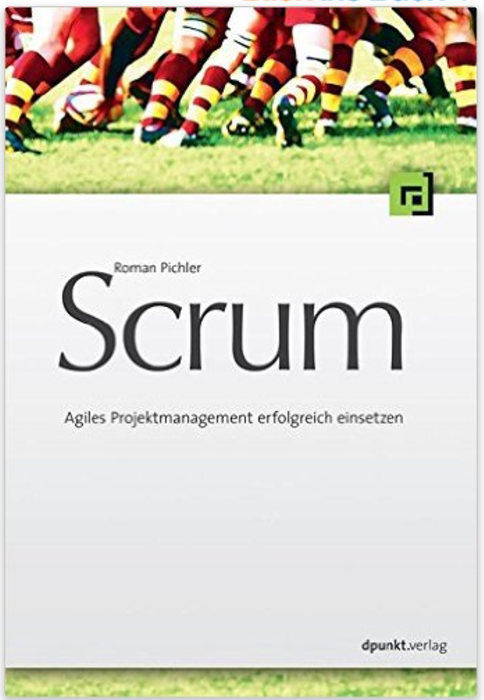 Roman Pichler
Scrum
Agiles Projektmanagement erfolgreich einsetzen
dpunkt.verlag